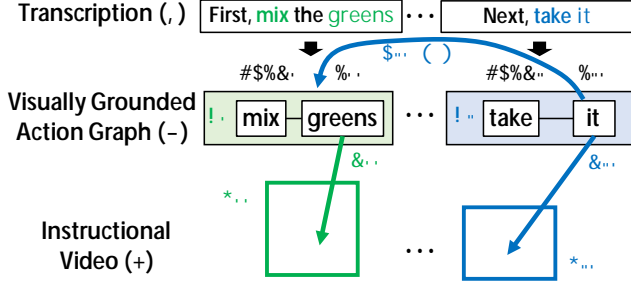 Transcription (,) First, mix the greens ··· Next, take it
$"'' ( )
#$%&' %'' #$%&" %"''
Visually Grounded Action Graph (–)
!' mix greens ··· !" take it
&'' &"''
*'' *"''
Instructional Video (+) ···